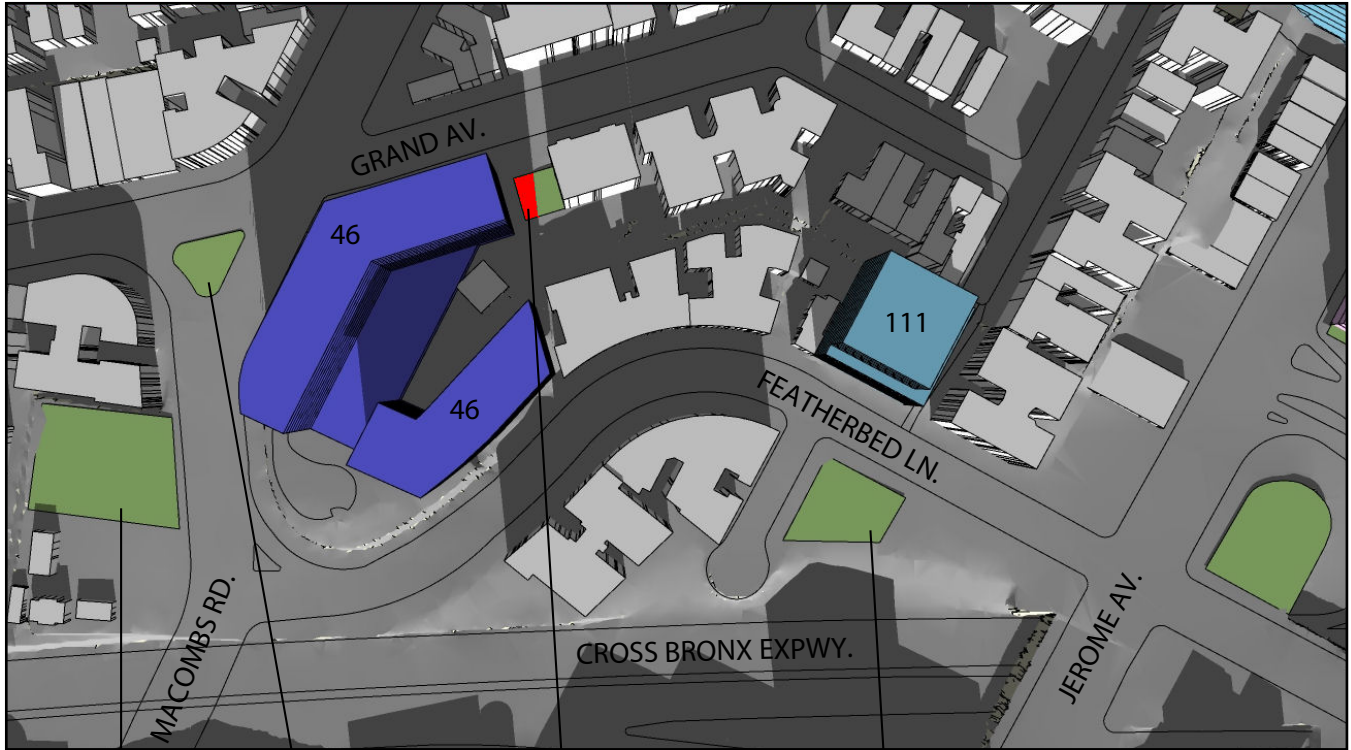 GRAND AV.
46
111
46
FEATHERBED LN.
MACOMBS RD.
CROSS BRONX EXPWY.
JEROME AV.